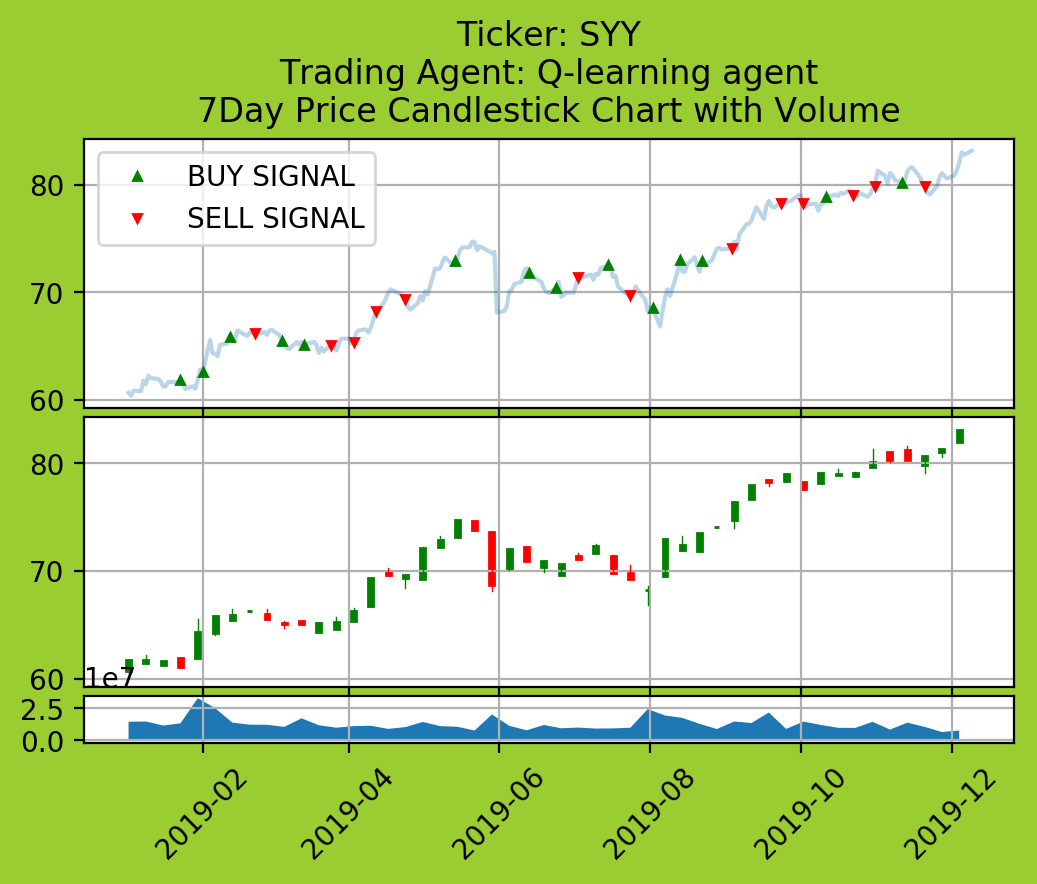 Ticker: SYY
Trading Agent: Q-learning agent
7Day Price Candlestick Chart with Volume
BUY SIGNAL
SELL SIGNAL
80
70
60
80
70
60
1e7
2.5
0.0
2019-02
2019-04
2019-06
2019-08
2019-10
2019-12